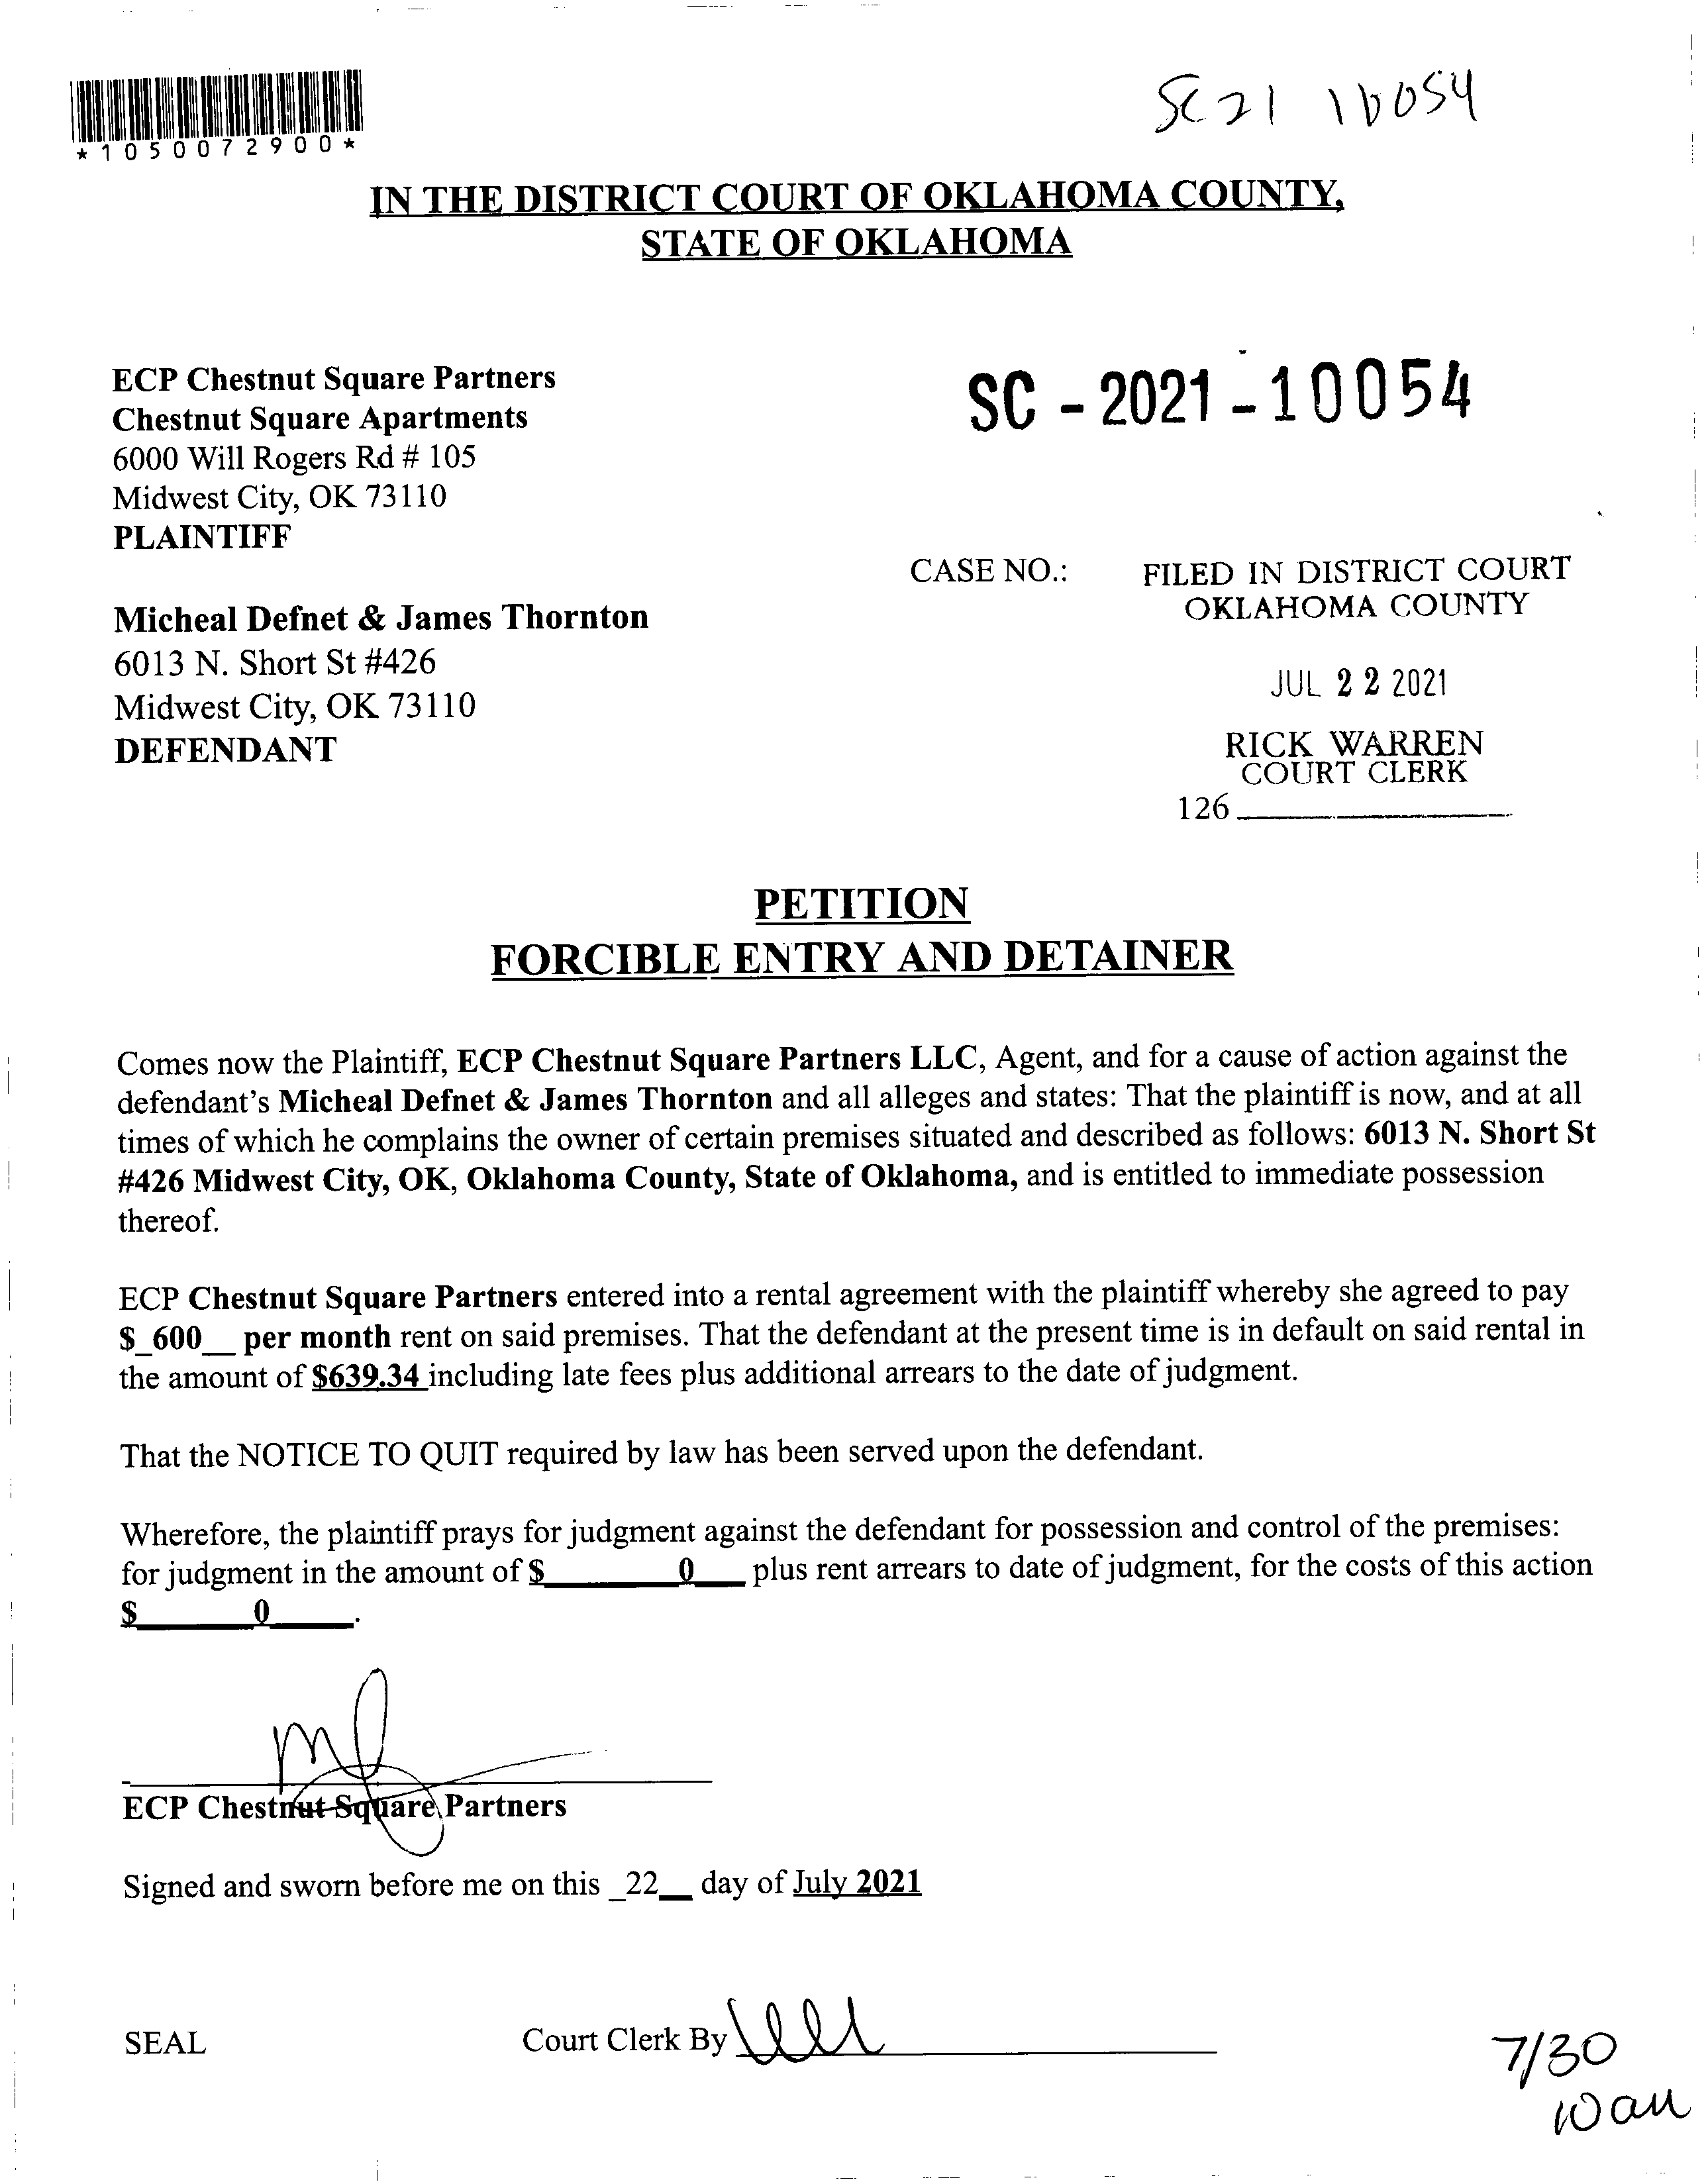 *1050072900*
SC21 10054
IN THE DISTRICT COURT OF OKLAHOMA COUNTY,
STATE OF OKLAHOMA
ECP Chestnut Square Partners
Chestnut Square Apartments
6000 Will Rogers Rd # 105
Midwest City, OK 73110
PLAINTIFF
SC - 2021 - 10054
CASE NO.:
FILED IN DISTRICT COURT
OKLAHOMA COUNTY
JUL 22 2021
RICK WARREN
COURT CLERK
126
Micheal Defnet & James Thornton
6013 N. Short St #426
Midwest City, OK 73110
DEFENDANT
PETITION
FORCIBLE ENTRY AND DETAINER
Comes now the Plaintiff, ECP Chestnut Square Partners LLC, Agent, and for a cause of action against the
defendant's Micheal Defnet & James Thornton and all alleges and states: That the plaintiff is now, and at all
times of which he complains the owner of certain premises situated and described as follows: 6013 N. Short St
#426 Midwest City, OK, Oklahoma County, State of Oklahoma, and is entitled to immediate possession
thereof.
ECP Chestnut Square Partners entered into a rental agreement with the plaintiff whereby she agreed to pay
$_600__ per month rent on said premises. That the defendant at the present time is in default on said rental in
the amount of $639.34 including late fees plus additional arrears to the date of judgment.
That the NOTICE TO QUIT required by law has been served upon the defendant.
Wherefore, the plaintiff prays for judgment against the defendant for possession and control of the premises:
for judgment in the amount of $________0___ plus rent arrears to date of judgment, for the costs of this action
$_______0_____.
ECP Chestnut Square Partners
Signed and sworn before me on this _22__ day of July 2021
SEAL
Court Clerk By
7/30
10 am